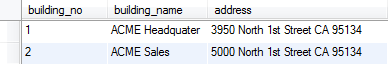 building_no building_name address
1 ACME Headquater 3950 North 1st Street CA 95134
2 ACME Sales 5000 North 1st Street CA 95134